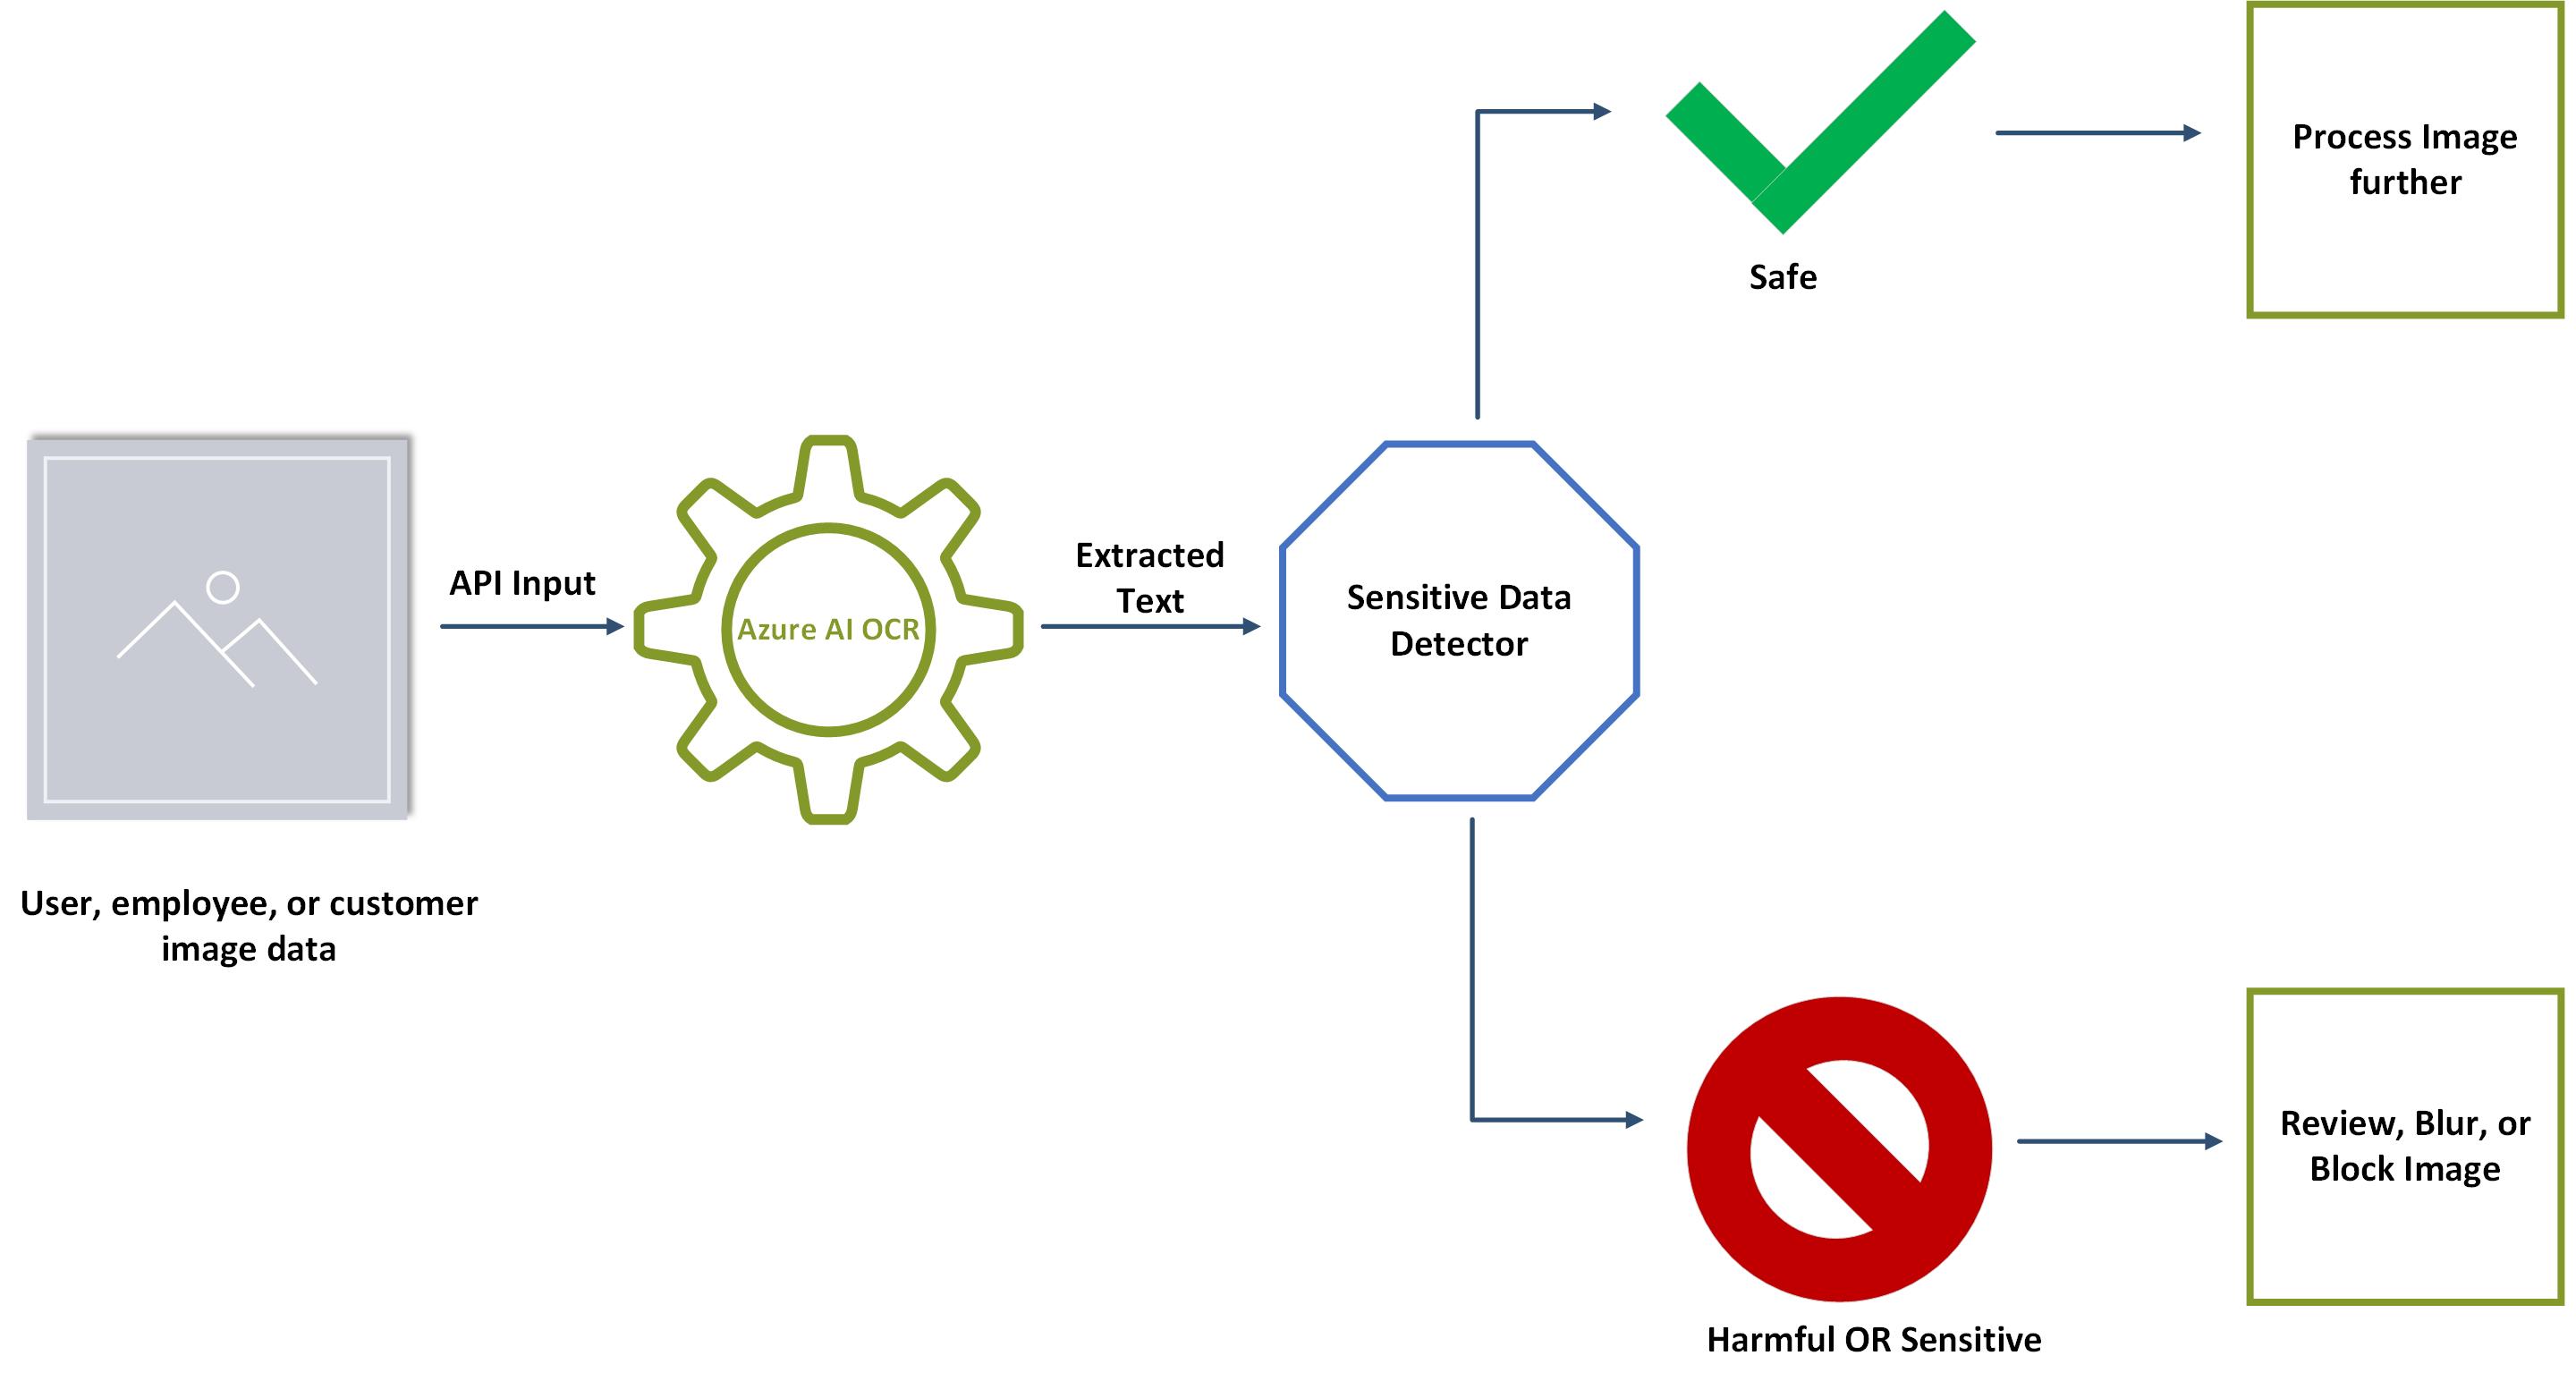 User, employee, or customer
image data
API Input
Azure AI OCR
Extracted
Text
Sensitive Data
Detector
Safe
Process Image
further
Harmful OR Sensitive
Review, Blur, or
Block Image